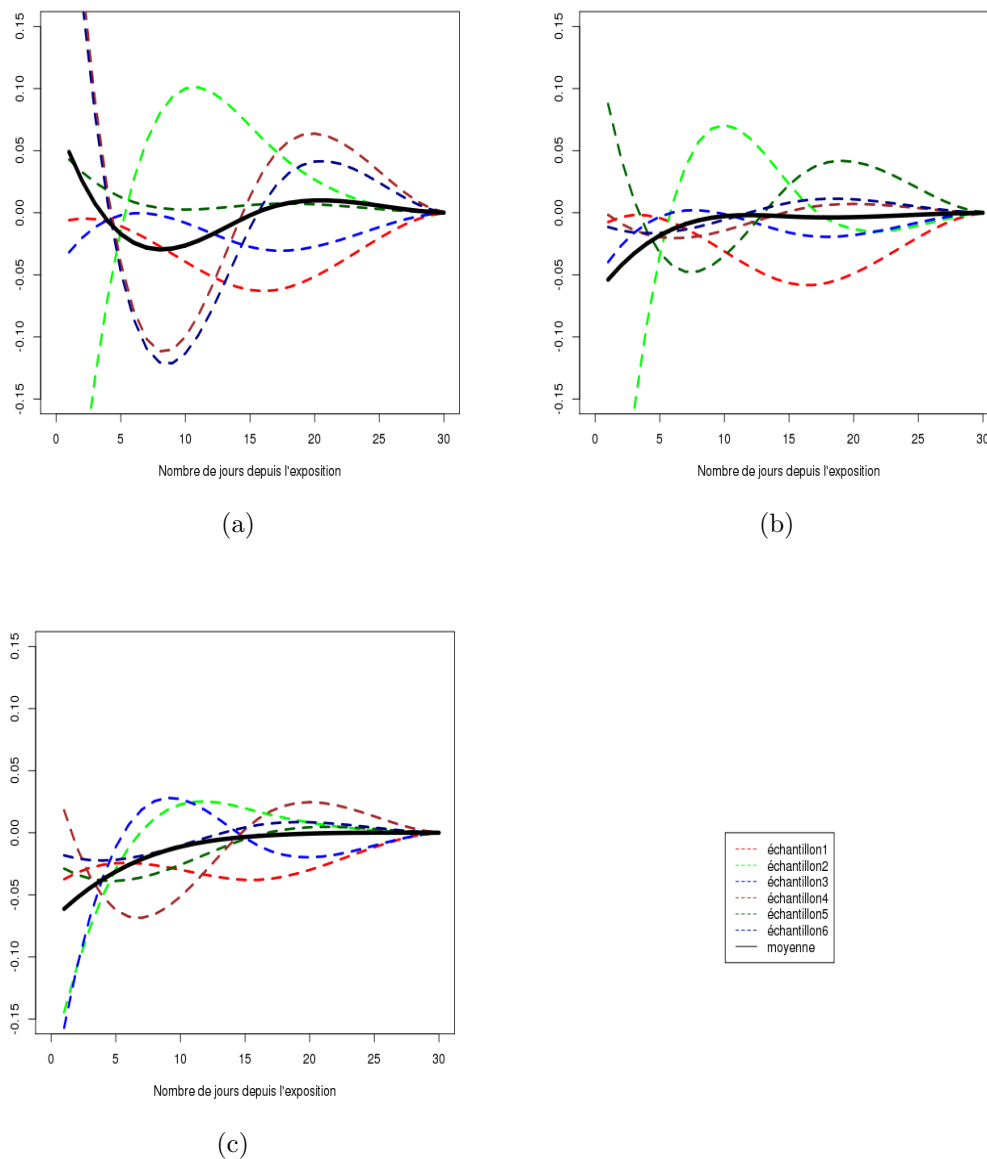 0.15
0.10
0.05
0.00
-0.05
-0.10
-0.15
0 5 10 15 20 25 30
Nombre de jours depuis l'exposition
(a)
0.15
0.10
0.05
0.00
-0.05
-0.10
-0.15
0 5 10 15 20 25 30
Nombre de jours depuis l'exposition
(b)
0.15
0.10
0.05
0.00
-0.05
-0.10
-0.15
0 5 10 15 20 25 30
Nombre de jours depuis l'exposition
(c)
échantillon1
échantillon2
échantillon3
échantillon4
échantillon5
échantillon6
moyenne